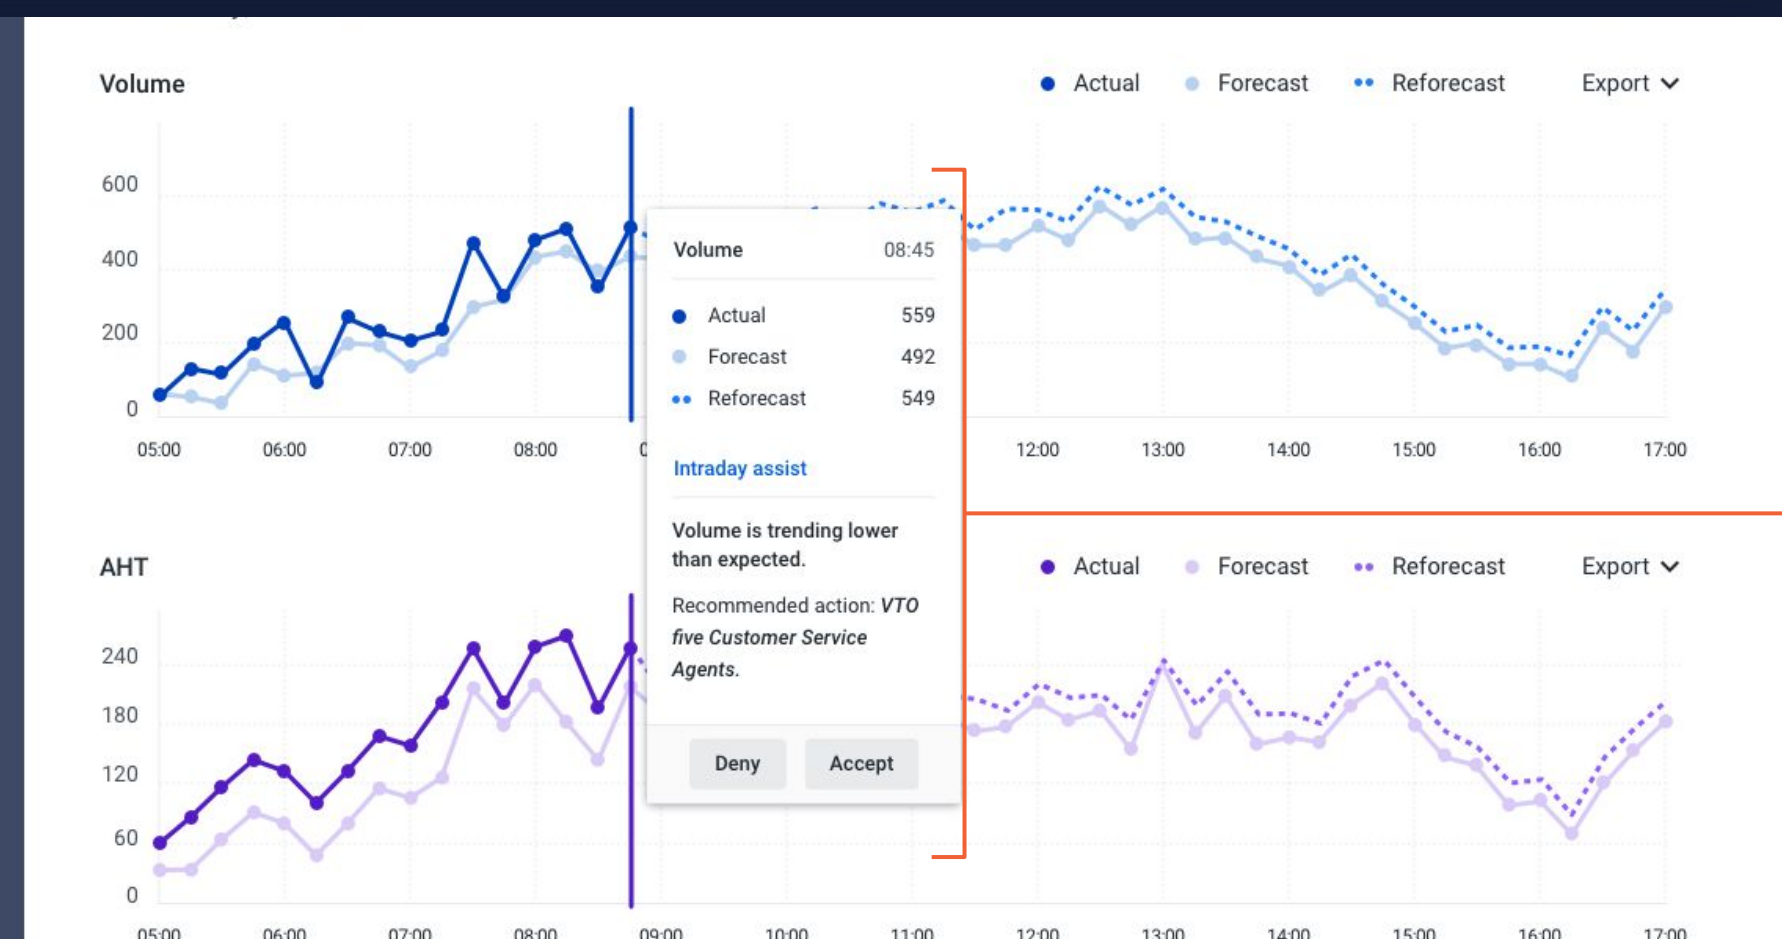 Volume
Actual Forecast Reforecast Export
600
400
200
0
05:00 06:00 07:00 08:00 12:00 13:00 14:00 15:00 16:00 17:00
Volume 08:45
Actual 559
Forecast 492
Reforecast 549
Intraday assist
Volume is trending lower
than expected.
Recommended action: VTO
five Customer Service
Agents.
Deny Accept
AHT
Actual Forecast Reforecast Export
240
180
120
60
0
05:00 06:00 07:00 08:00 09:00 10:00 11:00 12:00 13:00 14:00 15:00 16:00 17:00